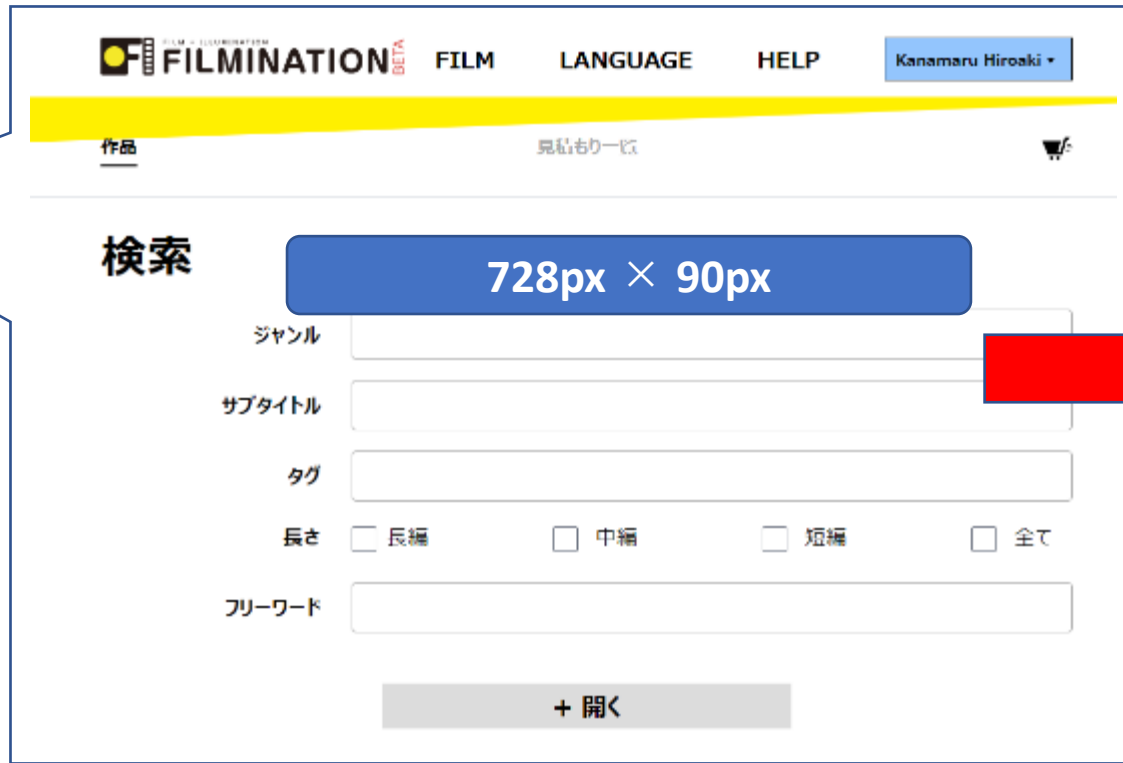 FILM + ILLUMINATION
FILMINATION BETA FILM LANGUAGE HELP Kanamaru Hiroaki
作品 見積もり一覧
検索
728px × 90px
ジャンル
サブタイトル
タグ
長さ 長編 中編 短編 全て
フリーワード
+ 開く